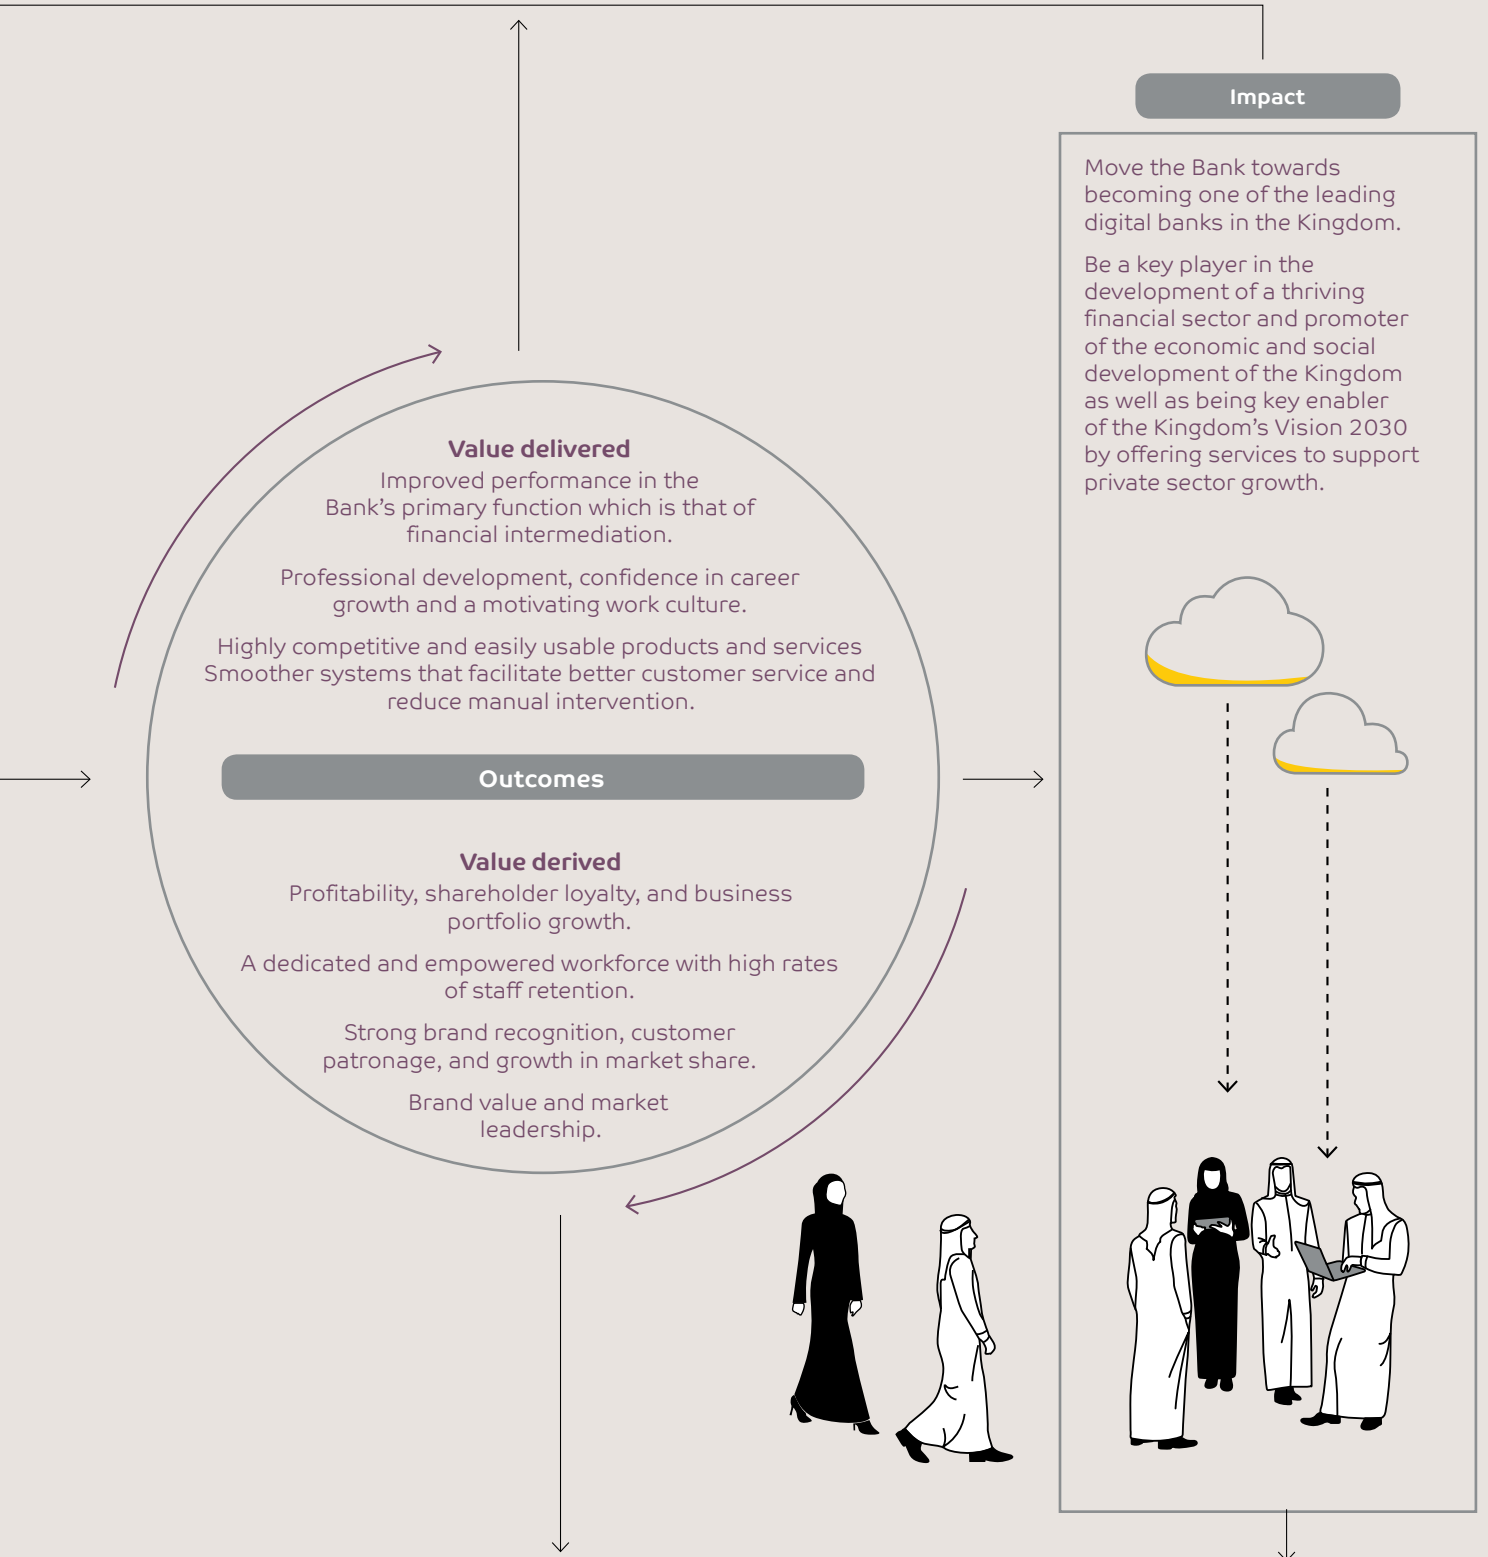 Impact
Move the Bank towards
becoming one of the leading
digital banks in the Kingdom.
Be a key player in the
development of a thriving
financial sector and promoter
of the economic and social
development of the Kingdom
as well as being key enabler
of the Kingdom's Vision 2030
by offering services to support
private sector growth.
Value delivered
Improved performance in the
Bank's primary function which is that of
financial intermediation.
Professional development, confidence in career
growth and a motivating work culture.
Highly competitive and easily usable products and services
Smoother systems that facilitate better customer service and
reduce manual intervention.
Outcomes
Value derived
Profitability, shareholder loyalty, and business
portfolio growth.
A dedicated and empowered workforce with high rates
of staff retention.
Strong brand recognition, customer
patronage, and growth in market share.
Brand value and market
leadership.